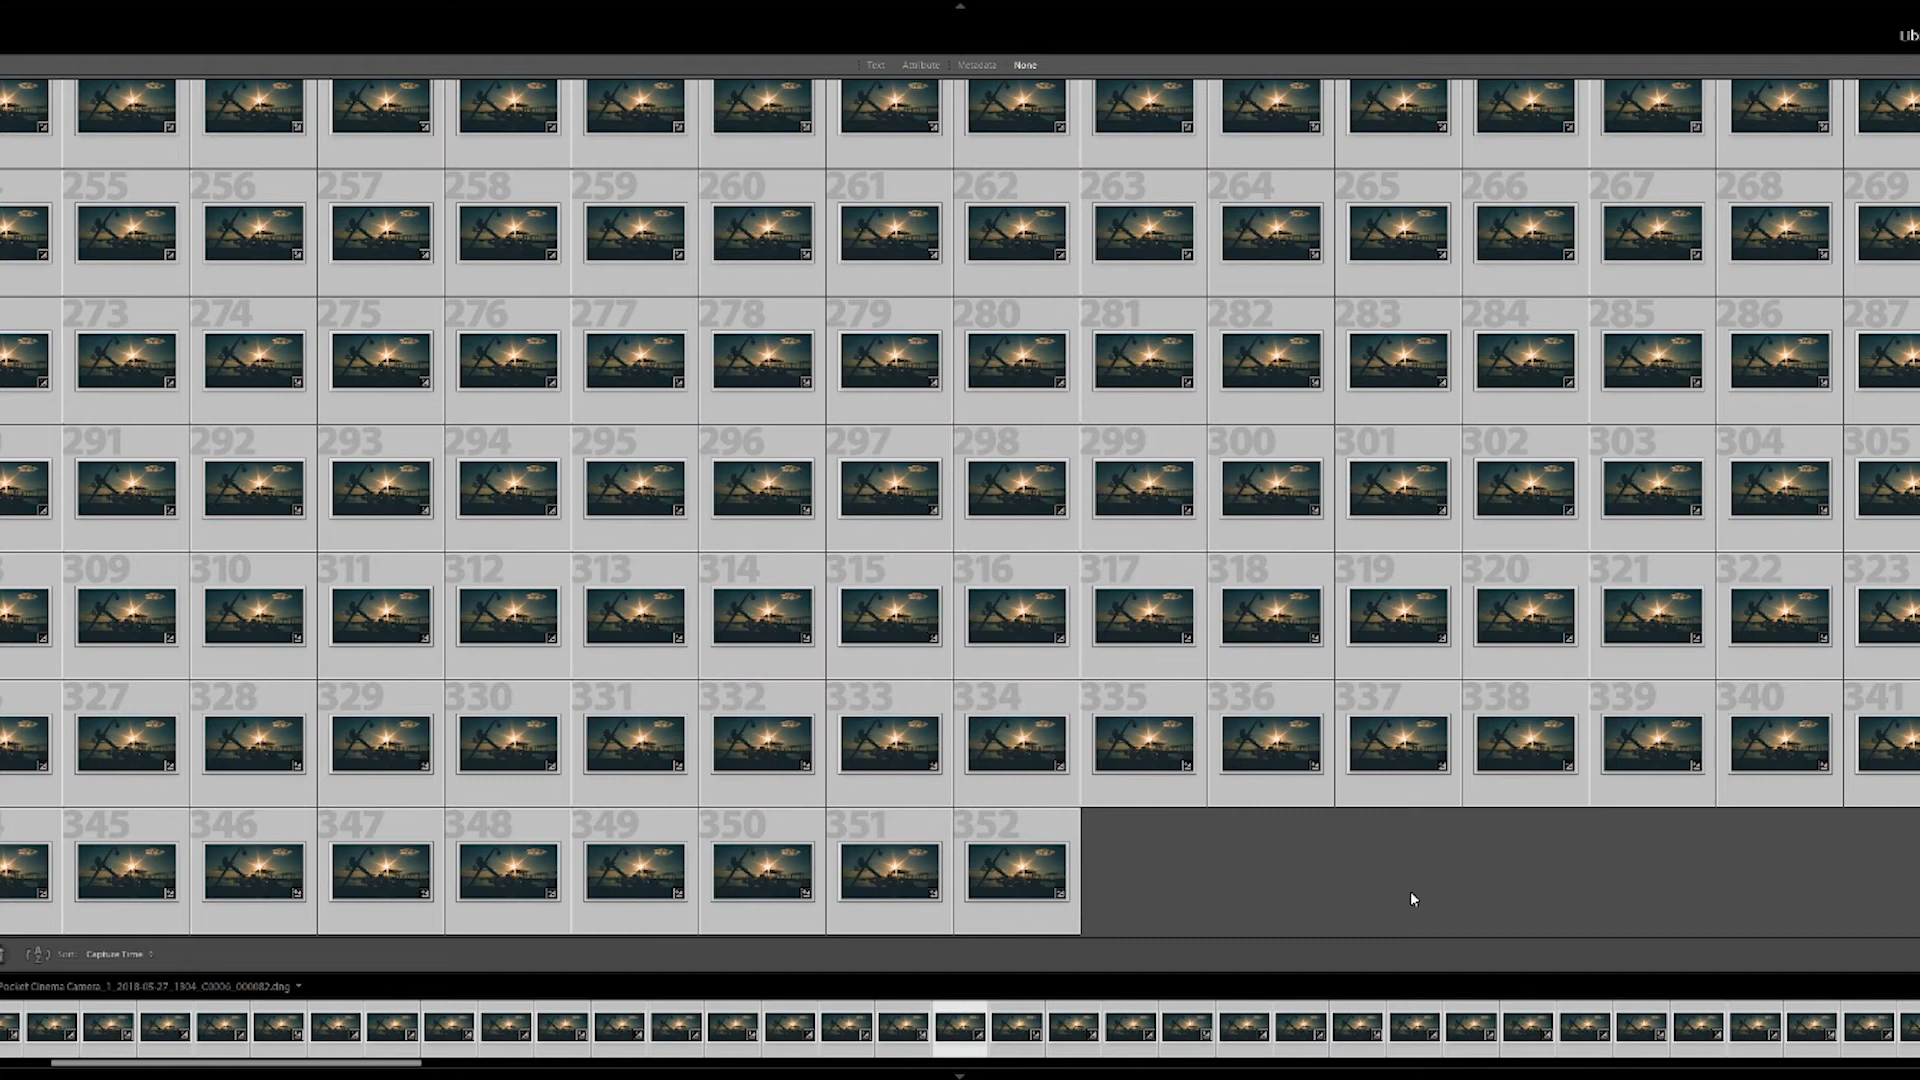 Lib
Text Attribute Metadata None
255 256 257 258 259 260 261 262 263 264 265 266 267 268 269
273 274 275 276 277 278 279 280 281 282 283 284 285 286 287
291 292 293 294 295 296 297 298 299 300 301 302 303 304 305
309 310 311 312 313 314 315 316 317 318 319 320 321 322 323
327 328 329 330 331 332 333 334 335 336 337 338 339 340 341
345 346 347 348 349 350 351 352
Sort: Capture Time
Pocket Cinema Camera_1_2018-05-27_1304_C0006_000082.dng